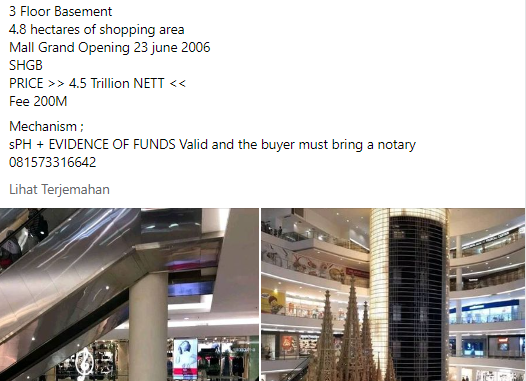 3 Floor Basement
4.8 hectares of shopping area
Mall Grand Opening 23 june 2006
SHGB
PRICE >> 4.5 Trillion NETT <<
Fee 200M
Mechanism ;
sPH + EVIDENCE OF FUNDS Valid and the buyer must bring a notary
081573316642
Lihat Terjemahan